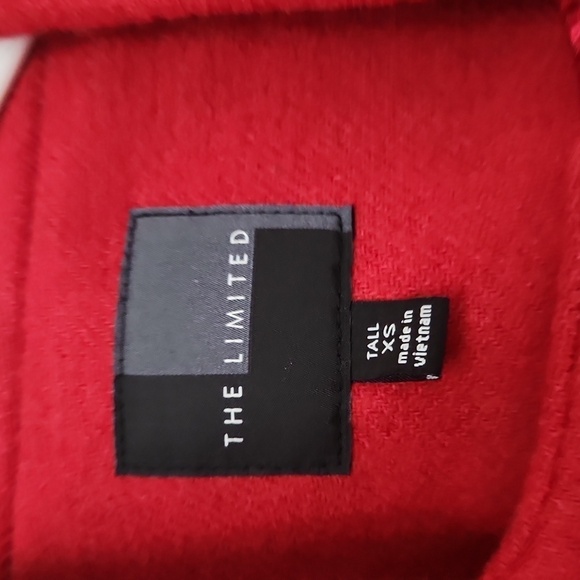 THE LIMITED
TALL
XS
made in
Vietnam